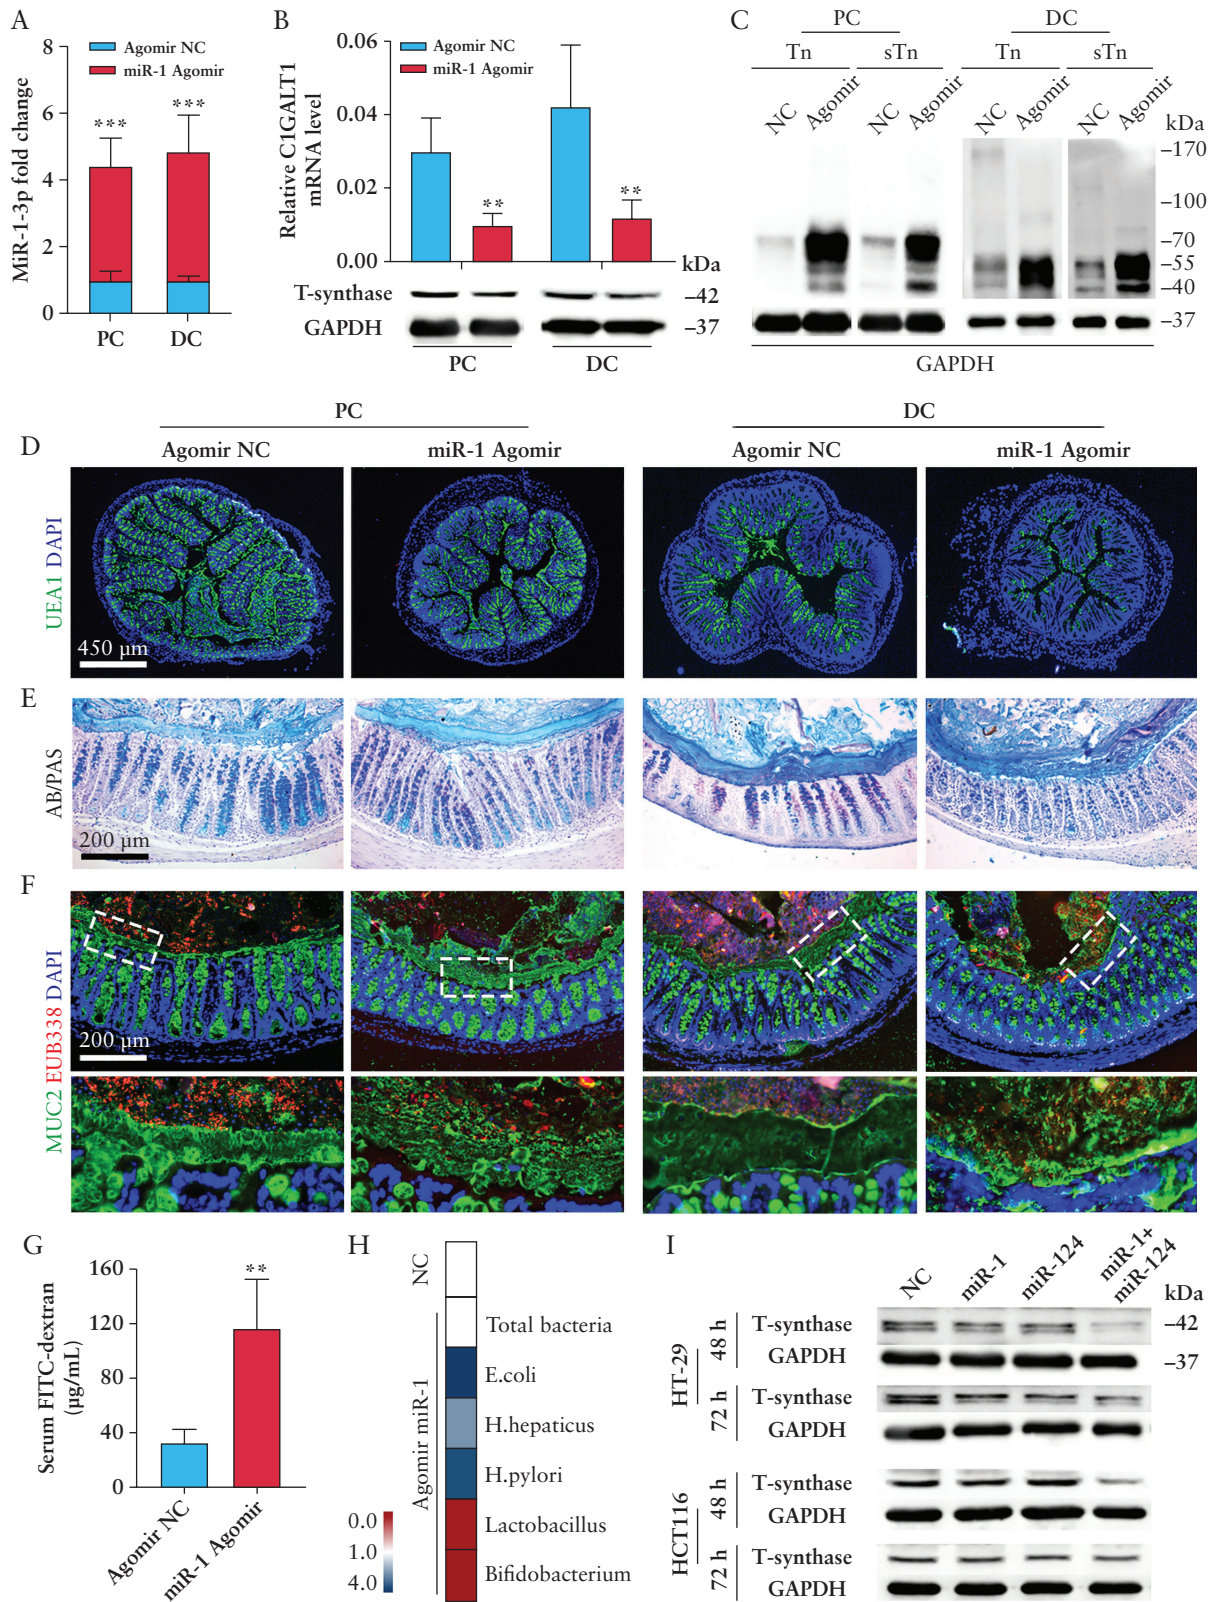 A
Agomir NC
miR-1 Agomir
MiR-1-3p fold change
8
6
4
2
0
***
***
PC
DC
B
Agomir NC
miR-1 Agomir
Relative C1GALT1
mRNA level
0.06
0.04
0.02
0.00
**
**
kDa
T-synthase
–42
GAPDH
–37
PC
DC
C
PC
DC
Tn
sTn
Tn
sTn
NC
Agomir
NC
Agomir
NC
Agomir
NC
Agomir
kDa
–170
–100
–70
–55
–40
–37
GAPDH
PC
DC
D
Agomir NC
miR-1 Agomir
Agomir NC
miR-1 Agomir
UEA1 DAPI
450 µm
E
AB/PAS
200 µm
F
MUC2 EUB338 DAPI
200 µm
G
Serum FITC-dextran
(µg/mL)
160
120
80
40
0
**
Agomir NC
miR-1 Agomir
H
NC
Agomir miR-1
Total bacteria
E.coli
H.hepaticus
H.pylori
Lactobacillus
Bifidobacterium
0.0
1.0
4.0
I
NC
miR-1
miR-124
miR-1+
miR-124
kDa
HT-29
48 h
T-synthase
–42
GAPDH
–37
72 h
T-synthase
GAPDH
HCT116
48 h
T-synthase
GAPDH
72 h
T-synthase
GAPDH